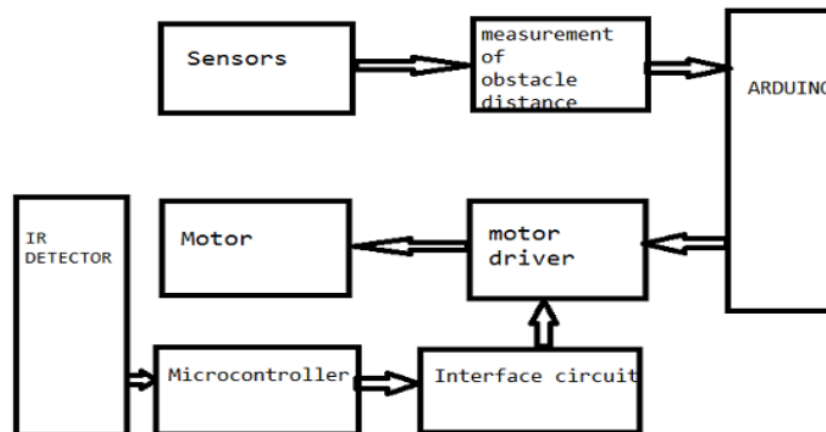 Sensors
measurement
of
obstacle
distance
ARDUINO
IR
DETECTOR
Motor
motor
driver
Microcontroller
Interface circuit